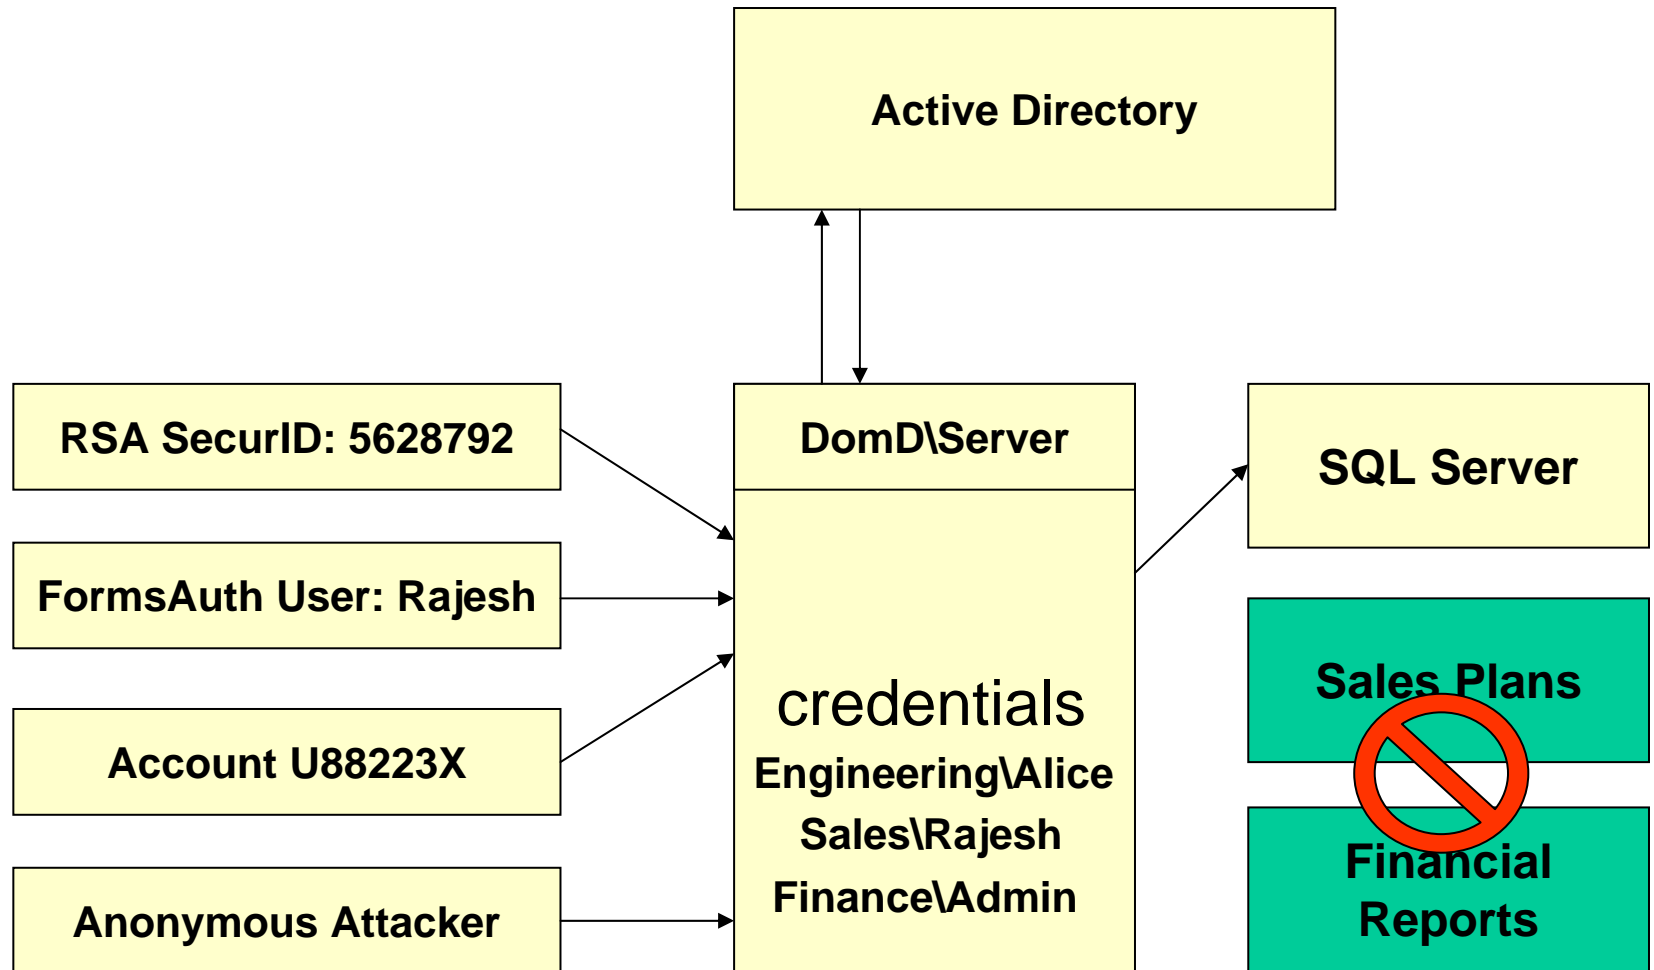 Active Directory
RSA SecurID: 5628792
FormsAuth User: Rajesh
Account U88223X
Anonymous Attacker
DomD\Server
credentials
Engineering\Alice
Sales\Rajesh
Finance\Admin
SQL Server
Sales Plans
Financial
Reports